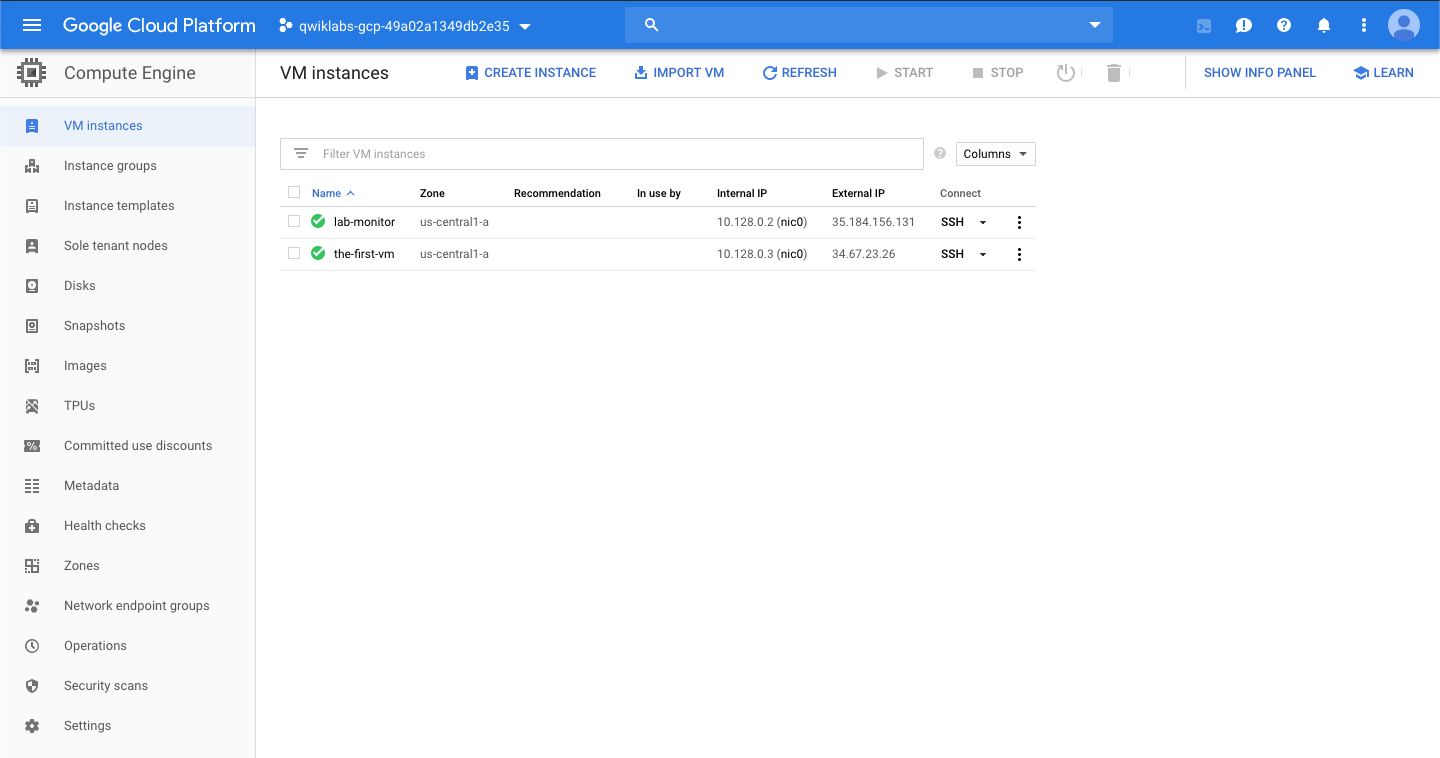 Google Cloud Platform qwiklabs-gcp-49a02a1349db2e35
Compute Engine
VM instances CREATE INSTANCE IMPORT VM REFRESH START STOP SHOW INFO PANEL LEARN
VM instances
Instance groups
Instance templates
Sole tenant nodes
Disks
Snapshots
Images
TPUs
Committed use discounts
Metadata
Health checks
Zones
Network endpoint groups
Operations
Security scans
Settings
Filter VM instances Columns
Name Zone Recommendation In use by Internal IP External IP Connect
lab-monitor us-central1-a 10.128.0.2 (nic0) 35.184.156.131 SSH
the-first-vm us-central1-a 10.128.0.3 (nic0) 34.67.23.26 SSH